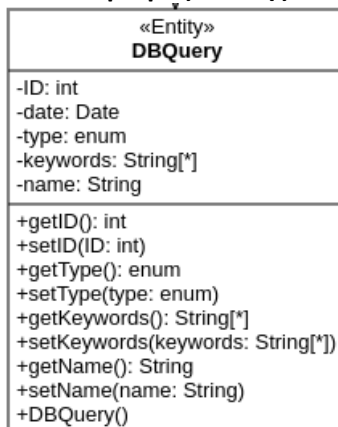 «Entity»
DBQuery
-ID: int
-date: Date
-type: enum
-keywords: String[*]
-name: String
+getID(): int
+setID(ID: int)
+getType(): enum
+setType(type: enum)
+getKeywords(): String[*]
+setKeywords(keywords: String[*])
+getName(): String
+setName(name: String)
+DBQuery()